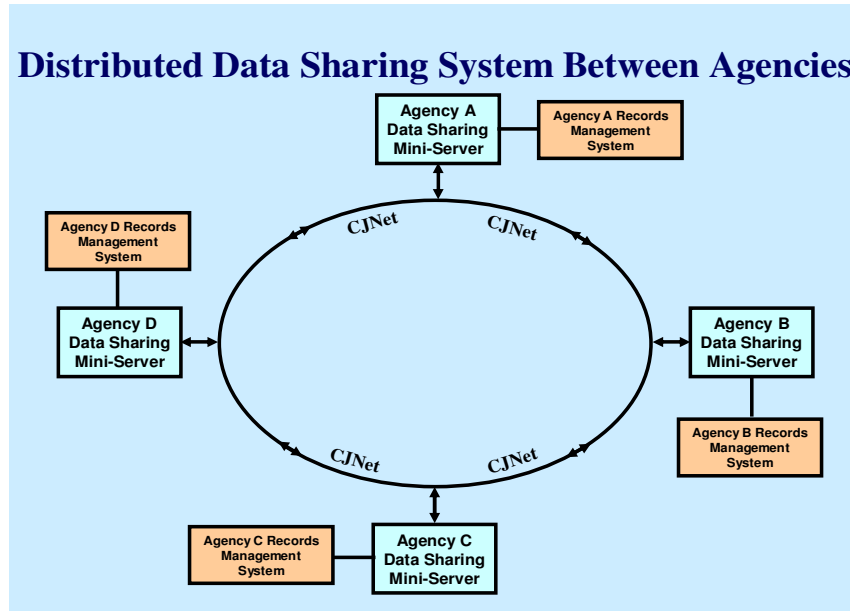 Distributed Data Sharing System Between Agencies
Agency A
Data Sharing
Mini-Server
Agency A Records
Management
System
CJNet
CJNet
Agency D Records
Management
System
Agency D
Data Sharing
Mini-Server
Agency B
Data Sharing
Mini-Server
Agency B Records
Management
System
CJNet
CJNet
Agency C Records
Management
System
Agency C
Data Sharing
Mini-Server